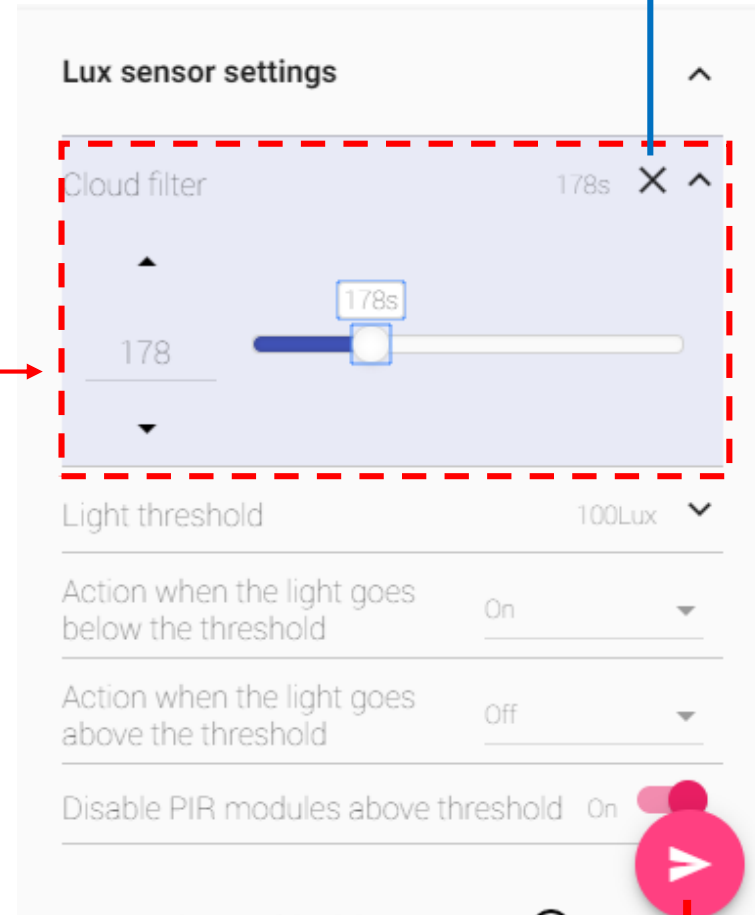 Lux sensor settings
Cloud filter 178s
178s
178
Light threshold 100Lux
Action when the light goes
below the threshold
On
Action when the light goes
above the threshold
Off
Disable PIR modules above threshold On